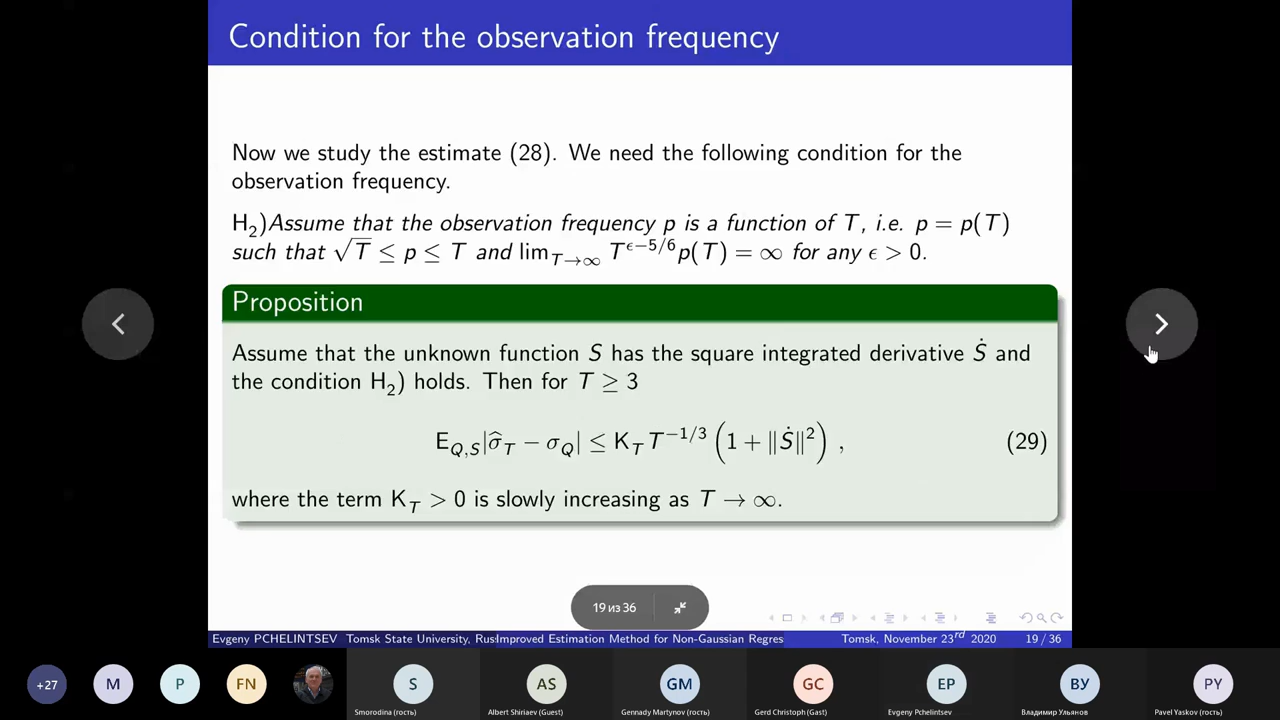 Condition for the observation frequency
Now we study the estimate (28). We need the following condition for the
observation frequency.
H₂)Assume that the observation frequency p is a function of T, i.e. p = p(T)
such that √T ≤ p ≤ T and lim_{T→∞} T^{ϵ−5/6}p(T) = ∞ for any ϵ > 0.
Proposition
Assume that the unknown function S has the square integrated derivative Ṡ and
the condition H₂) holds. Then for T ≥ 3
E_{Q,S}|σ̂_T − σ_Q| ≤ K_T T^{−1/3} (1 + ‖Ṡ‖²) , (29)
where the term K_T > 0 is slowly increasing as T → ∞.
19 из 36
Evgeny PCHELINTSEV Tomsk State University, Rus Improved Estimation Method for Non-Gaussian Regres Tomsk, November 23rd 2020 19 / 36
+27 M P FN S AS GM GC EP ВУ PY
Smorodina (гость) Albert Shiriaev (Guest) Gennady Martynov (гость) Gerd Christoph (Gast) Evgeny Pchelintsev Владимир Ульянов Pavel Yaskov (гость)